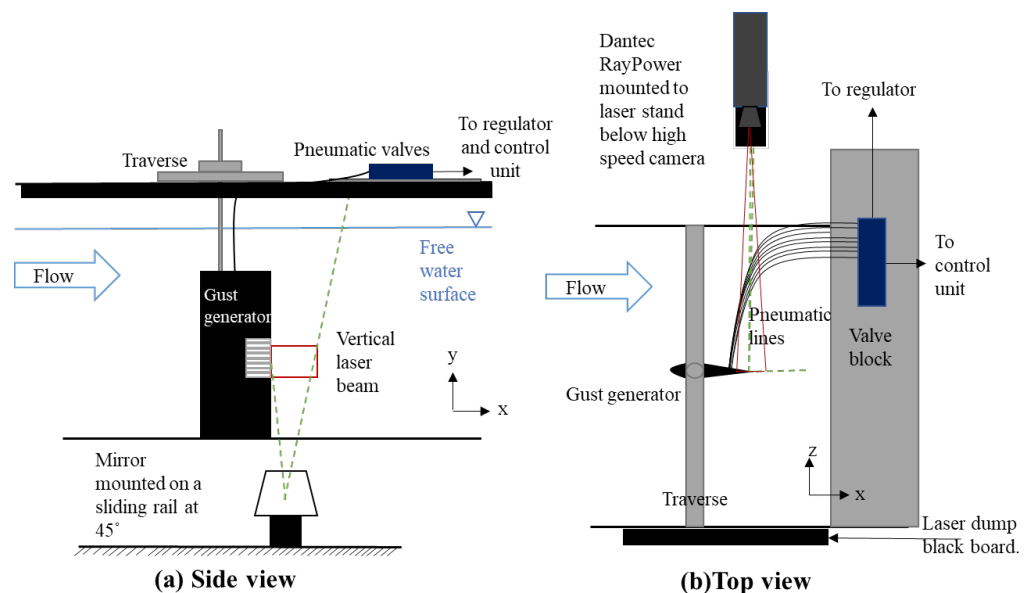 Traverse
Pneumatic valves
To regulator
and control
unit
Free
water
surface
Flow
Gust
generator
Vertical
laser
beam
y
x
Mirror
mounted on a
sliding rail at
45°
(a) Side view
Dantec
RayPower
mounted to
laser stand
below high
speed camera
To regulator
To
control
unit
Flow
Pneumatic
lines
Valve
block
Gust generator
z
x
Traverse
Laser dump
black board.
(b)Top view